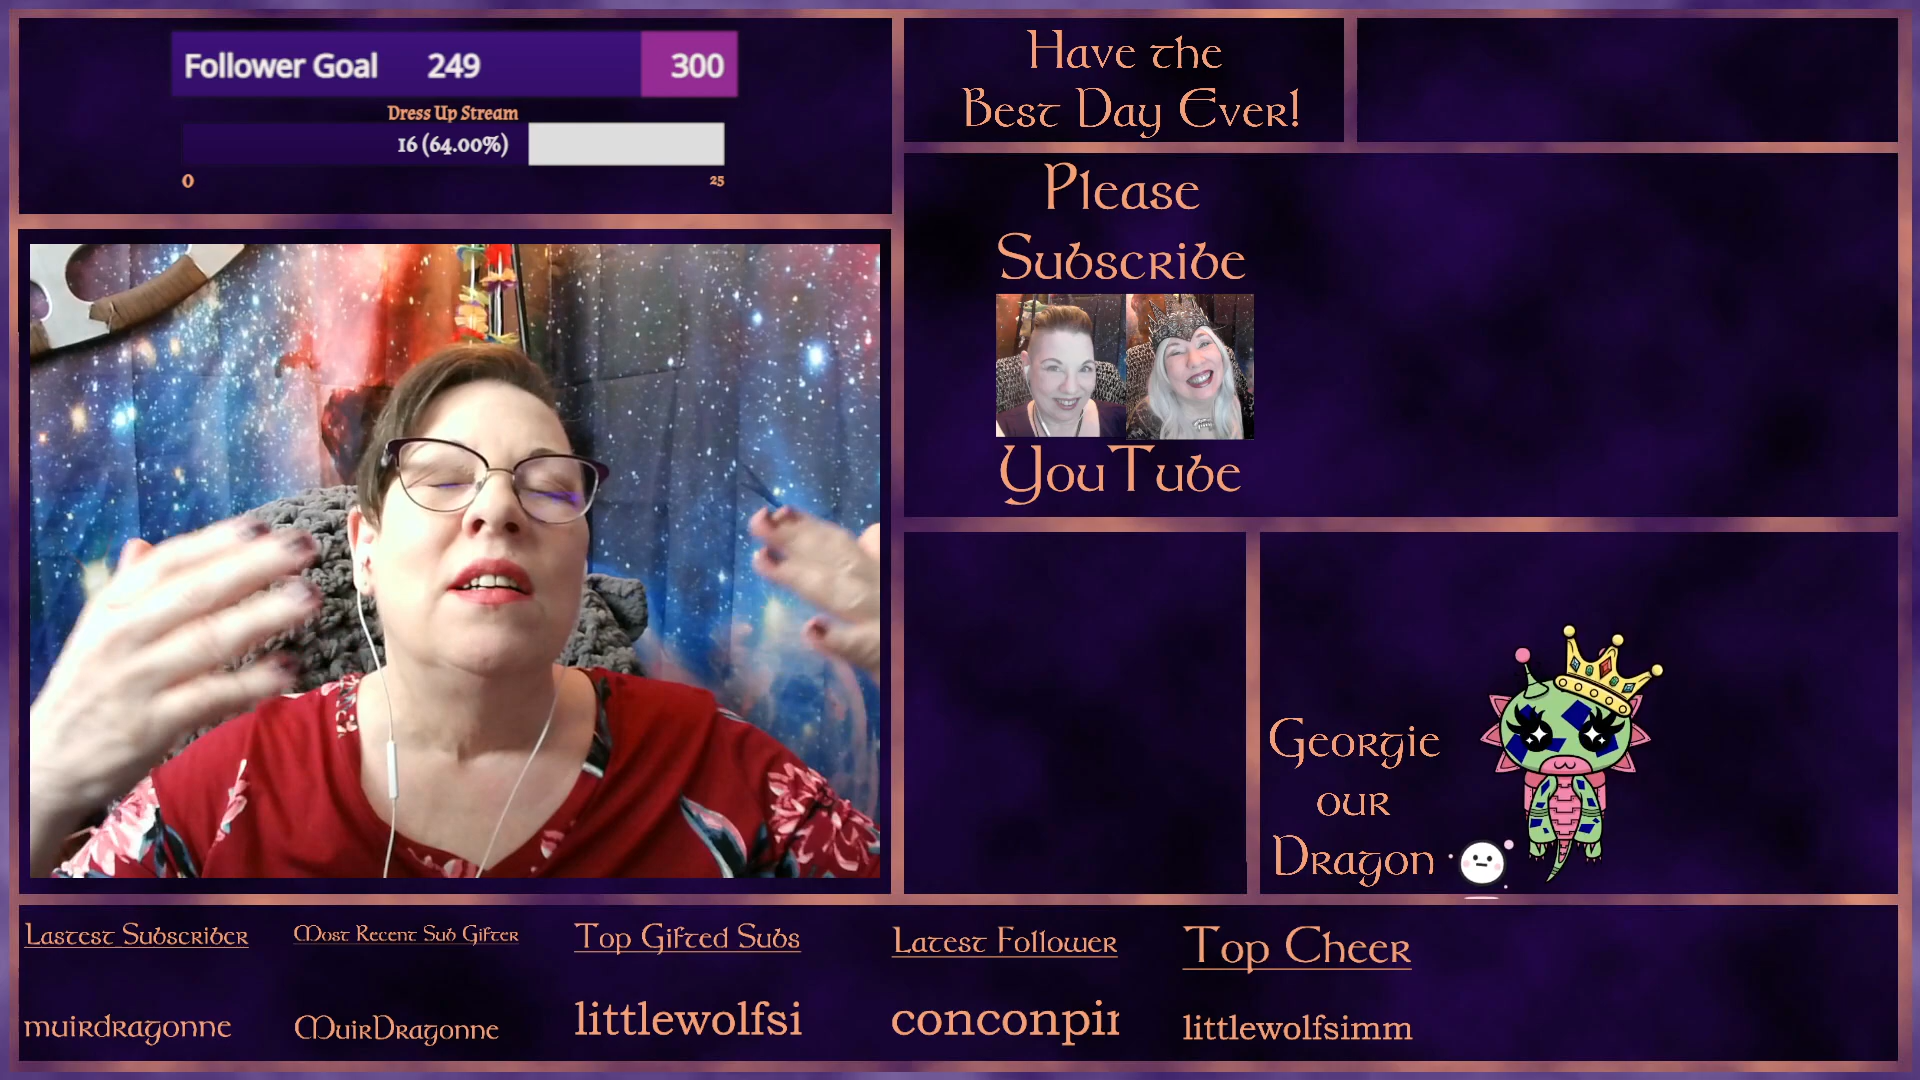 Follower Goal 249 300
Dress Up Stream
16 (64.00%)
0 25
Have the
Best Day Ever!
Please
Subscribe
YouTube
Georgie
our
Dragon
Lastest Subscriber
muirdragonne
Most Recent Sub Gifter
MuirDragonne
Top Gifted Subs
littlewolfsi
Latest Follower
conconpin
Top Cheer
littlewolfsimm